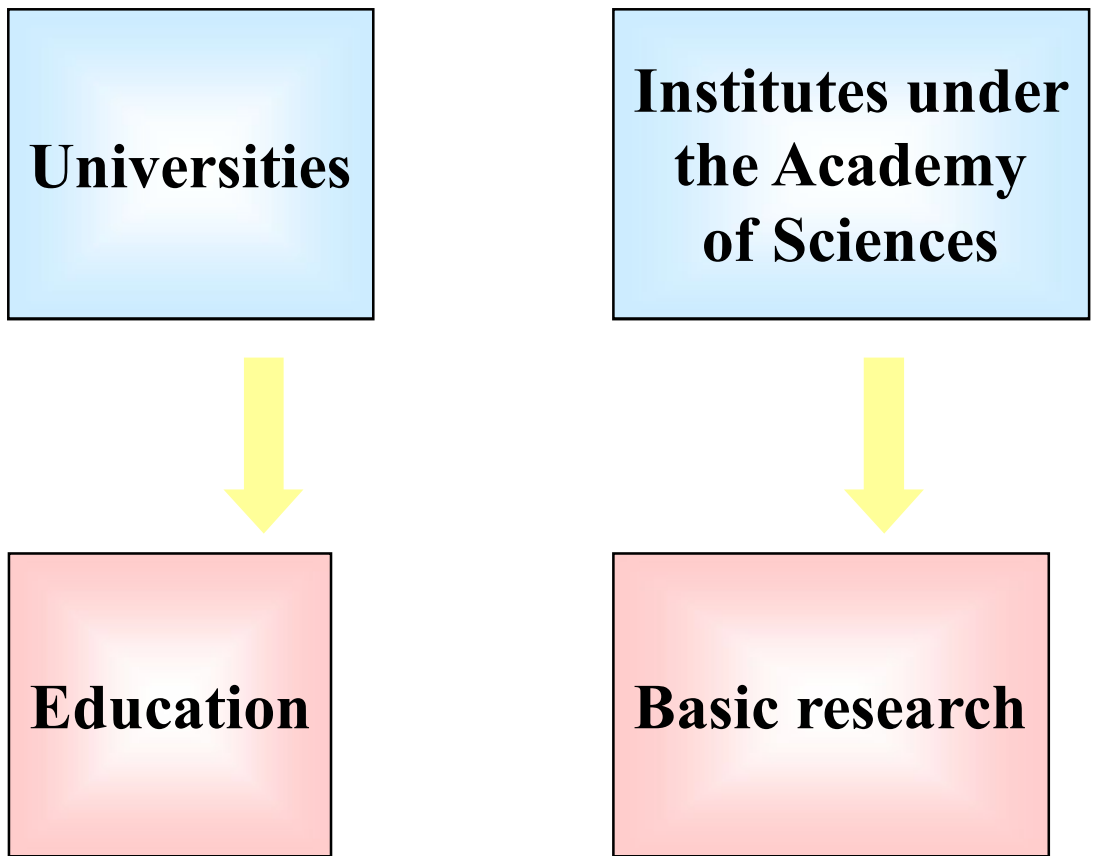 Universities
Institutes under
the Academy
of Sciences
Education
Basic research